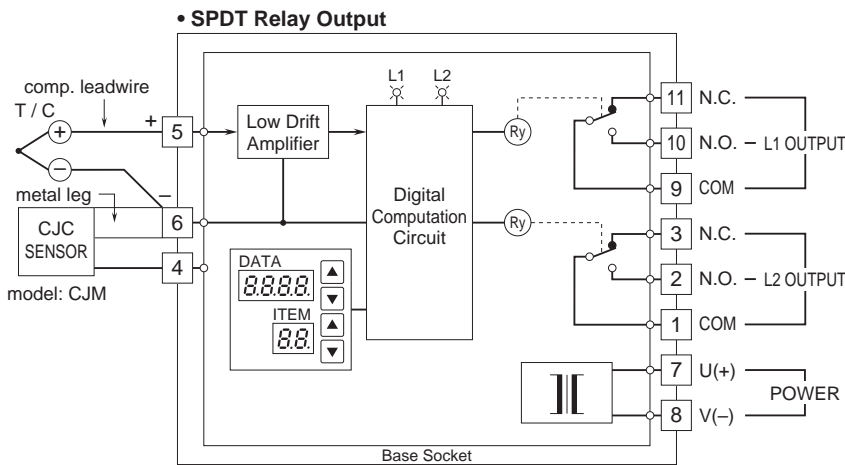 • SPDT Relay Output
comp. leadwire
T / C
+
−
+
−
5
metal leg
6
CJC
SENSOR
4
model: CJM
Low Drift
Amplifier
L1
L2
Digital
Computation
Circuit
DATA
8.8.8.8.
ITEM
8.8.
Ry
Ry
11 N.C.
10 N.O. L1 OUTPUT
9 COM
3 N.C.
2 N.O. L2 OUTPUT
1 COM
7 U(+)
POWER
8 V(–)
Base Socket